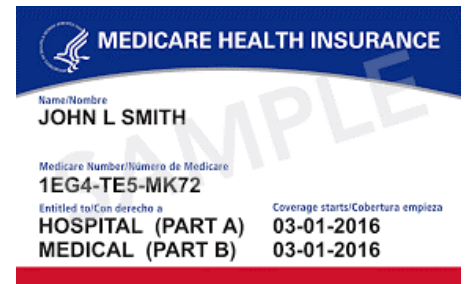 MEDICARE HEALTH INSURANCE
Name/Nombre
JOHN L SMITH
Medicare Number/Número de Medicare
1EG4-TE5-MK72
Entitled to/Con derecho a Coverage starts/Cobertura empieza
HOSPITAL (PART A) 03-01-2016
MEDICAL (PART B) 03-01-2016
SAMPLE